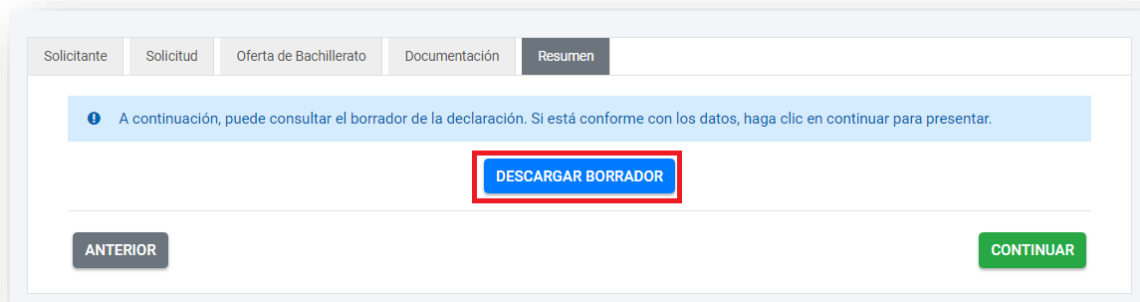 Solicitante Solicitud Oferta de Bachillerato Documentación Resumen
A continuación, puede consultar el borrador de la declaración. Si está conforme con los datos, haga clic en continuar para presentar.
DESCARGAR BORRADOR
ANTERIOR CONTINUAR